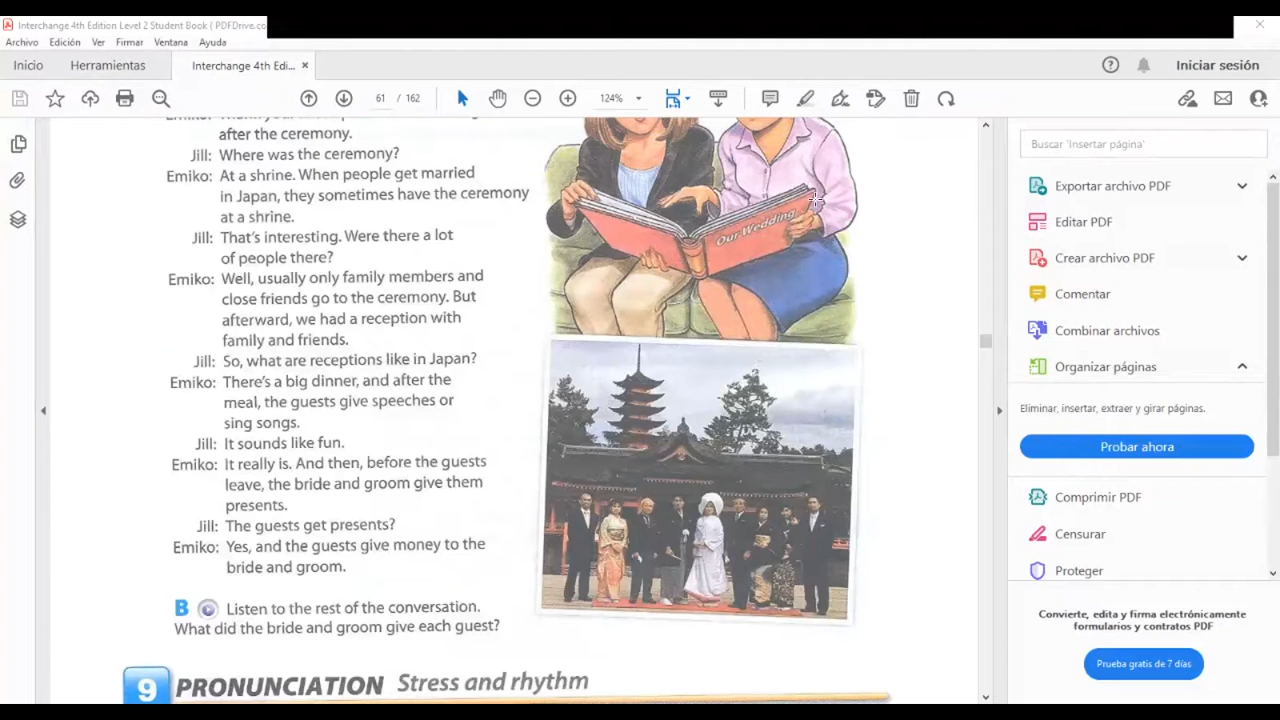 Interchange 4th Edition Level 2 Student Book ( PDFDrive.co
Archivo Edición Ver Firmar Ventana Ayuda
Inicio Herramientas Interchange 4th Edi... × Iniciar sesión
61 / 162 124%
after the ceremony.
Jill: Where was the ceremony?
Emiko: At a shrine. When people get married
in Japan, they sometimes have the ceremony
at a shrine.
Jill: That's interesting. Were there a lot
of people there?
Emiko: Well, usually only family members and
close friends go to the ceremony. But
afterward, we had a reception with
family and friends.
Jill: So, what are receptions like in Japan?
Emiko: There's a big dinner, and after the
meal, the guests give speeches or
sing songs.
Jill: It sounds like fun.
Emiko: It really is. And then, before the guests
leave, the bride and groom give them
presents.
Jill: The guests get presents?
Emiko: Yes, and the guests give money to the
bride and groom.
B Listen to the rest of the conversation.
What did the bride and groom give each guest?
9 PRONUNCIATION Stress and rhythm
Our Wedding
Buscar 'Insertar página'
Exportar archivo PDF
Editar PDF
Crear archivo PDF
Comentar
Combinar archivos
Organizar páginas
Eliminar, insertar, extraer y girar páginas.
Probar ahora
Comprimir PDF
Censurar
Proteger
Convierte, edita y firma electrónicamente
formularios y contratos PDF
Prueba gratis de 7 días